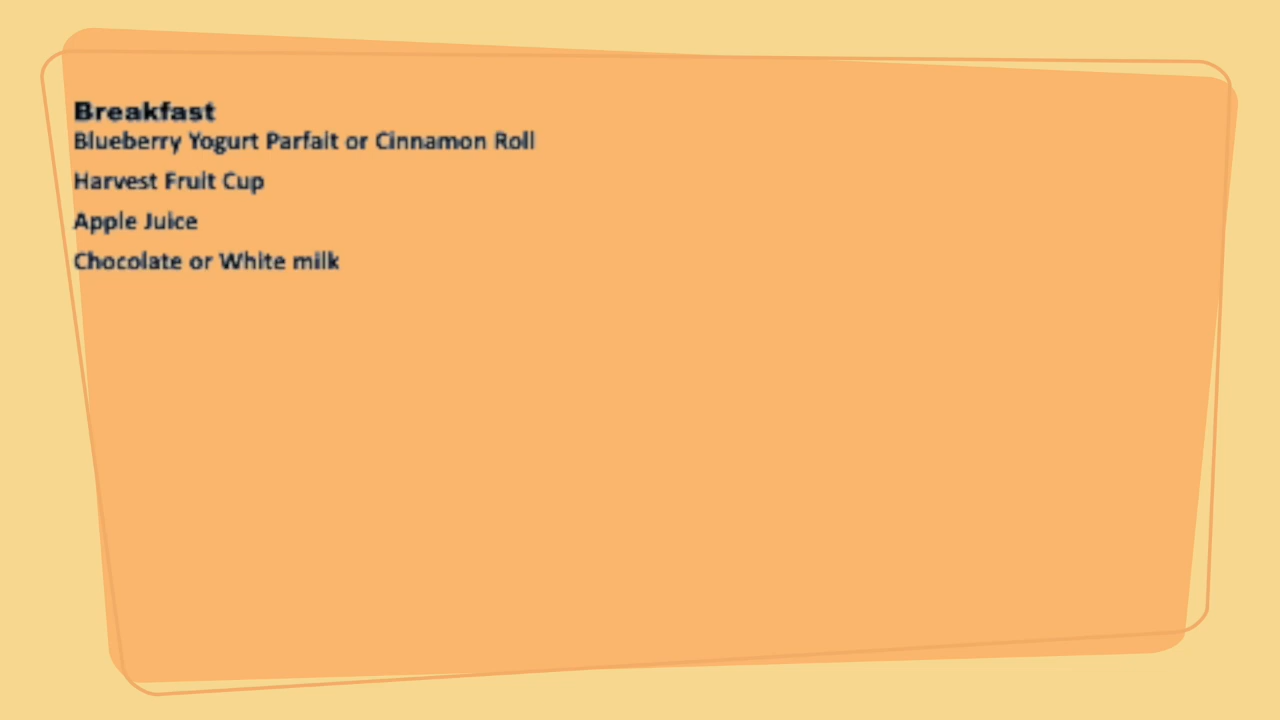 Breakfast
Blueberry Yogurt Parfait or Cinnamon Roll
Harvest Fruit Cup
Apple Juice
Chocolate or White milk